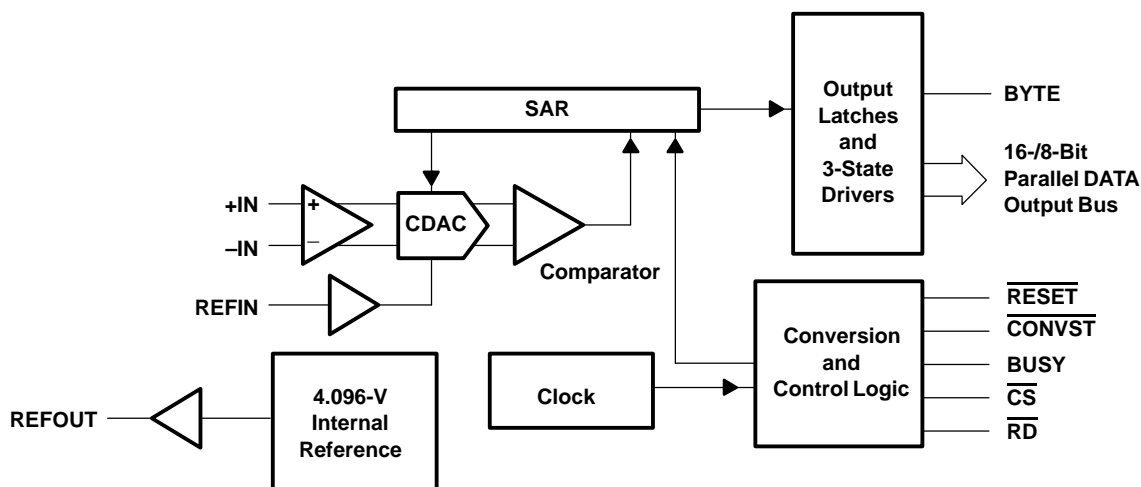 SAR
Output
Latches
and
3-State
Drivers
BYTE
16-/8-Bit
Parallel DATA
Output Bus
+IN
–IN
+
–
CDAC
Comparator
REFIN
REFOUT
4.096-V
Internal
Reference
Clock
Conversion
and
Control Logic
RESET
CONVST
BUSY
CS
RD